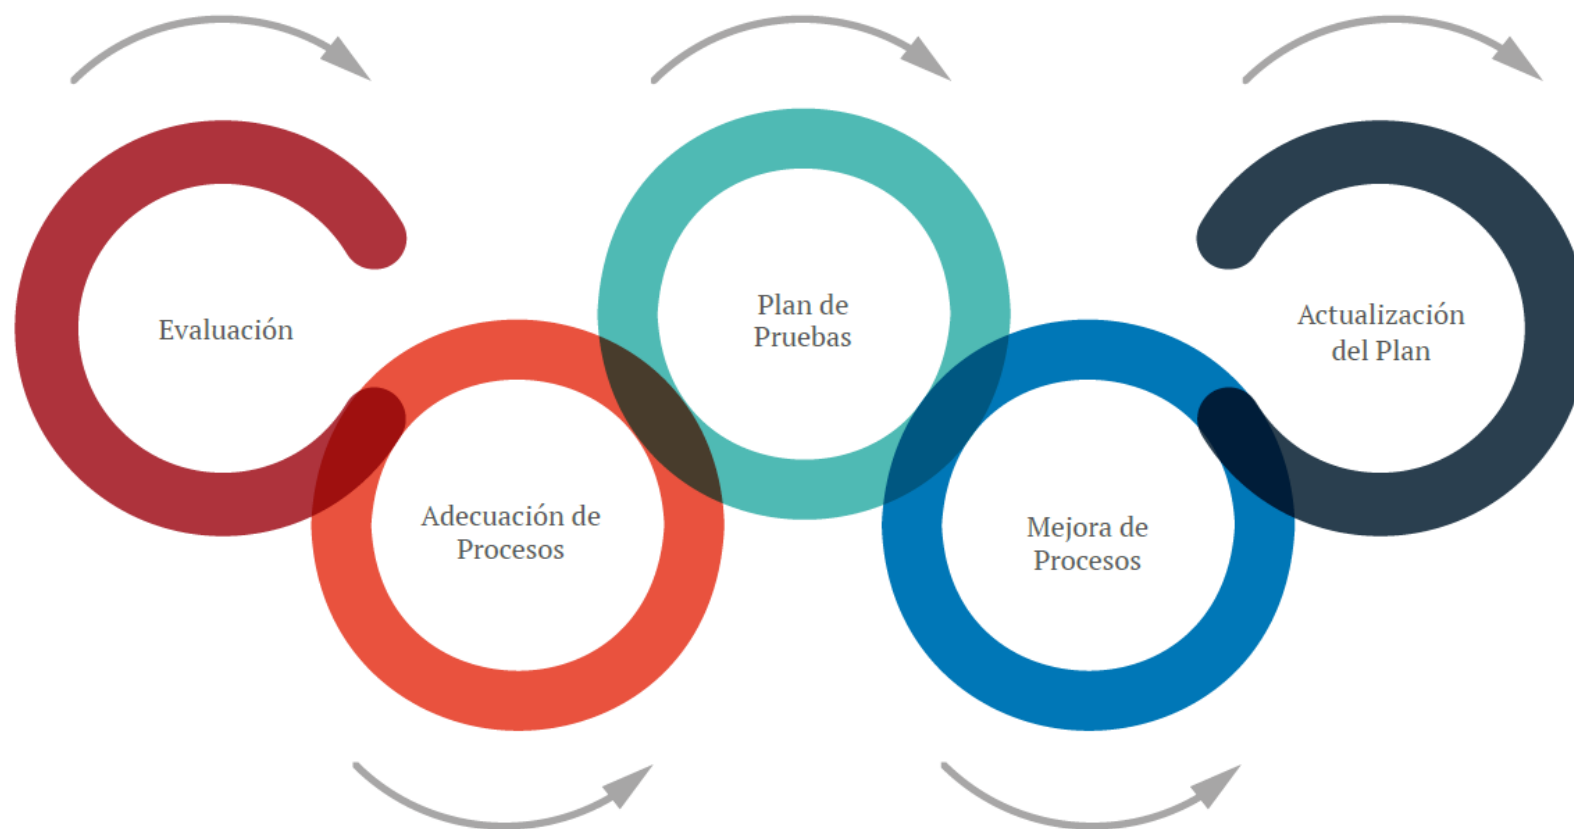 Evaluación
Adecuación de
Procesos
Plan de
Pruebas
Mejora de
Procesos
Actualización
del Plan